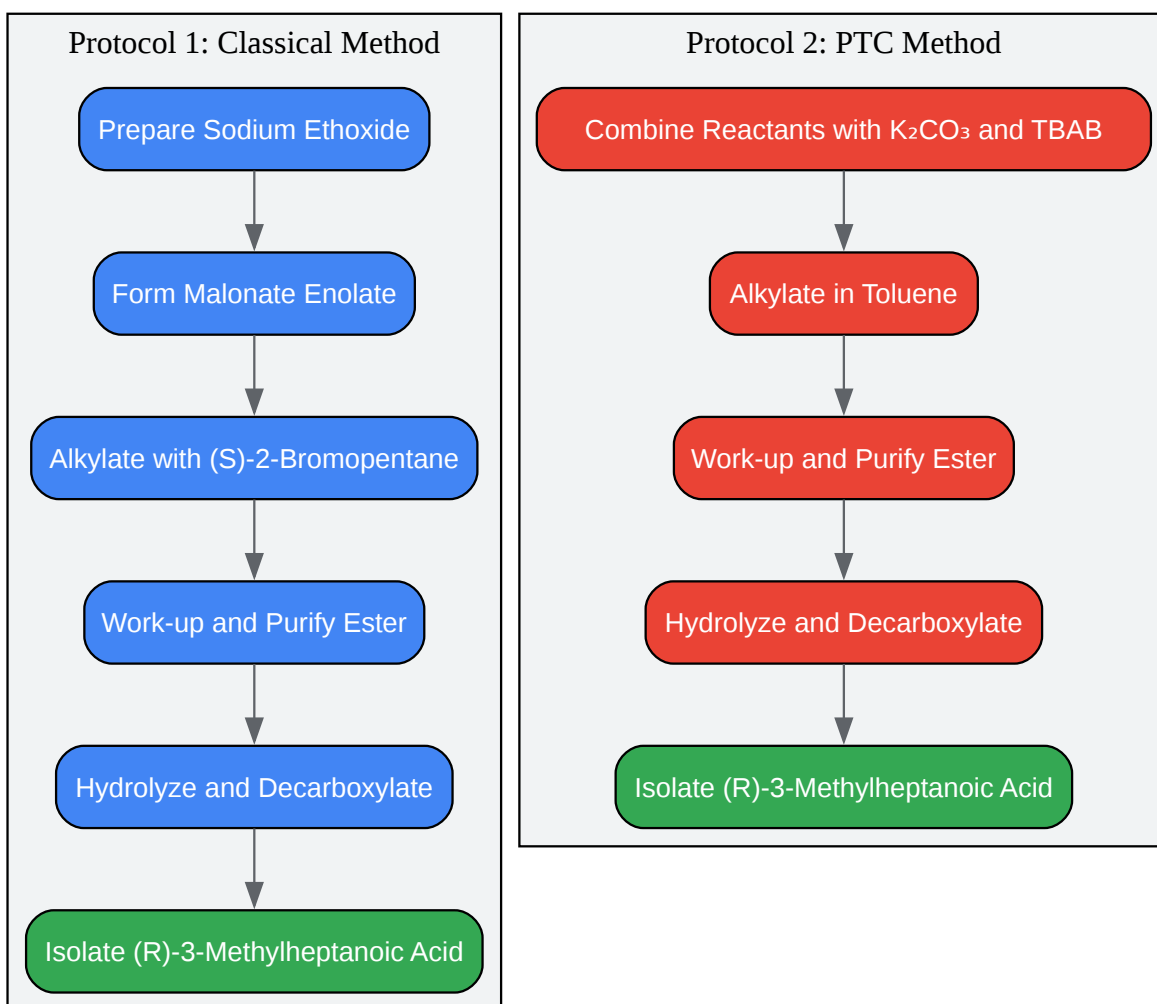 Protocol 1: Classical Method
Prepare Sodium Ethoxide
Form Malonate Enolate
Alkylate with (S)-2-Bromopentane
Work-up and Purify Ester
Hydrolyze and Decarboxylate
Isolate (R)-3-Methylheptanoic Acid
Protocol 2: PTC Method
Combine Reactants with K₂CO₃ and TBAB
Alkylate in Toluene
Work-up and Purify Ester
Hydrolyze and Decarboxylate
Isolate (R)-3-Methylheptanoic Acid